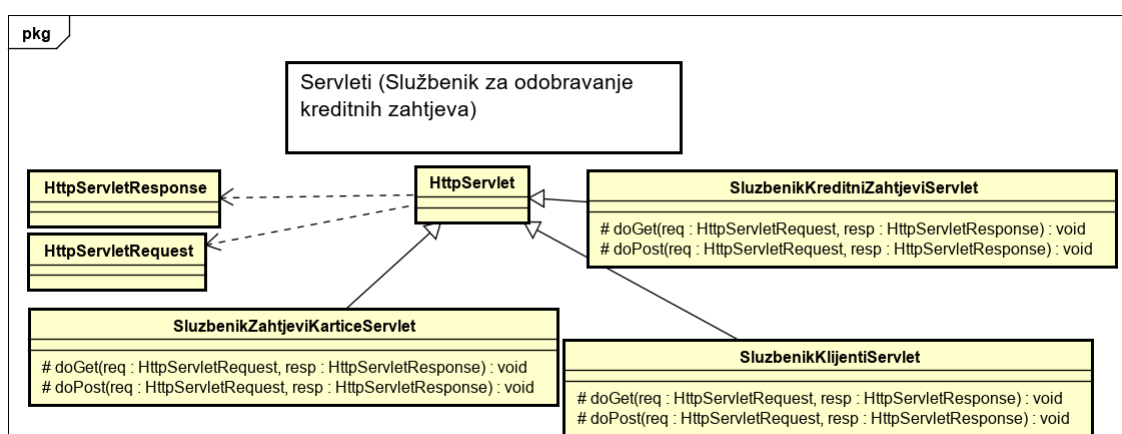 pkg
Servleti (Službenik za odobravanje
kreditnih zahtjeva)
HttpServletResponse
HttpServlet
SluzbenikKreditniZahtjeviServlet
# doGet(req : HttpServletRequest, resp : HttpServletResponse) : void
# doPost(req : HttpServletRequest, resp : HttpServletResponse) : void
HttpServletRequest
SluzbenikZahtjeviKarticeServlet
# doGet(req : HttpServletRequest, resp : HttpServletResponse) : void
# doPost(req : HttpServletRequest, resp : HttpServletResponse) : void
SluzbenikKlijentiServlet
# doGet(req : HttpServletRequest, resp : HttpServletResponse) : void
# doPost(req : HttpServletRequest, resp : HttpServletResponse) : void